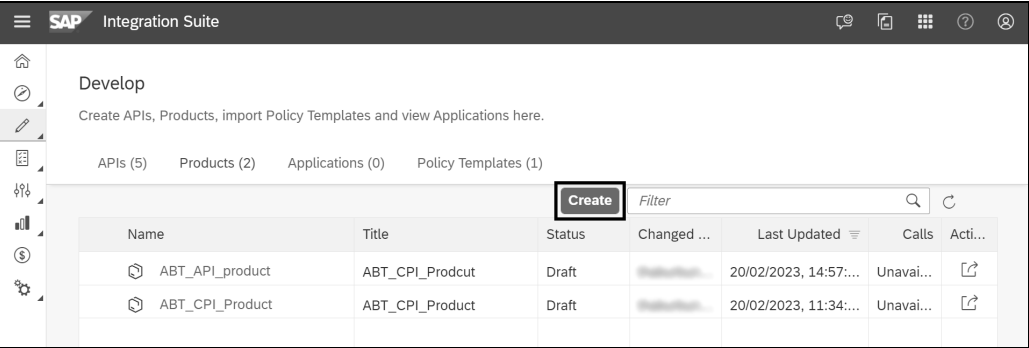 SAP Integration Suite
Develop
Create APIs, Products, import Policy Templates and view Applications here.
APIs (5) Products (2) Applications (0) Policy Templates (1)
Create Filter
Name Title Status Changed ... Last Updated Calls Acti...
ABT_API_product ABT_CPI_Prodcut Draft 20/02/2023, 14:57:... Unavai...
ABT_CPI_Product ABT_CPI_Product Draft 20/02/2023, 11:34:... Unavai...